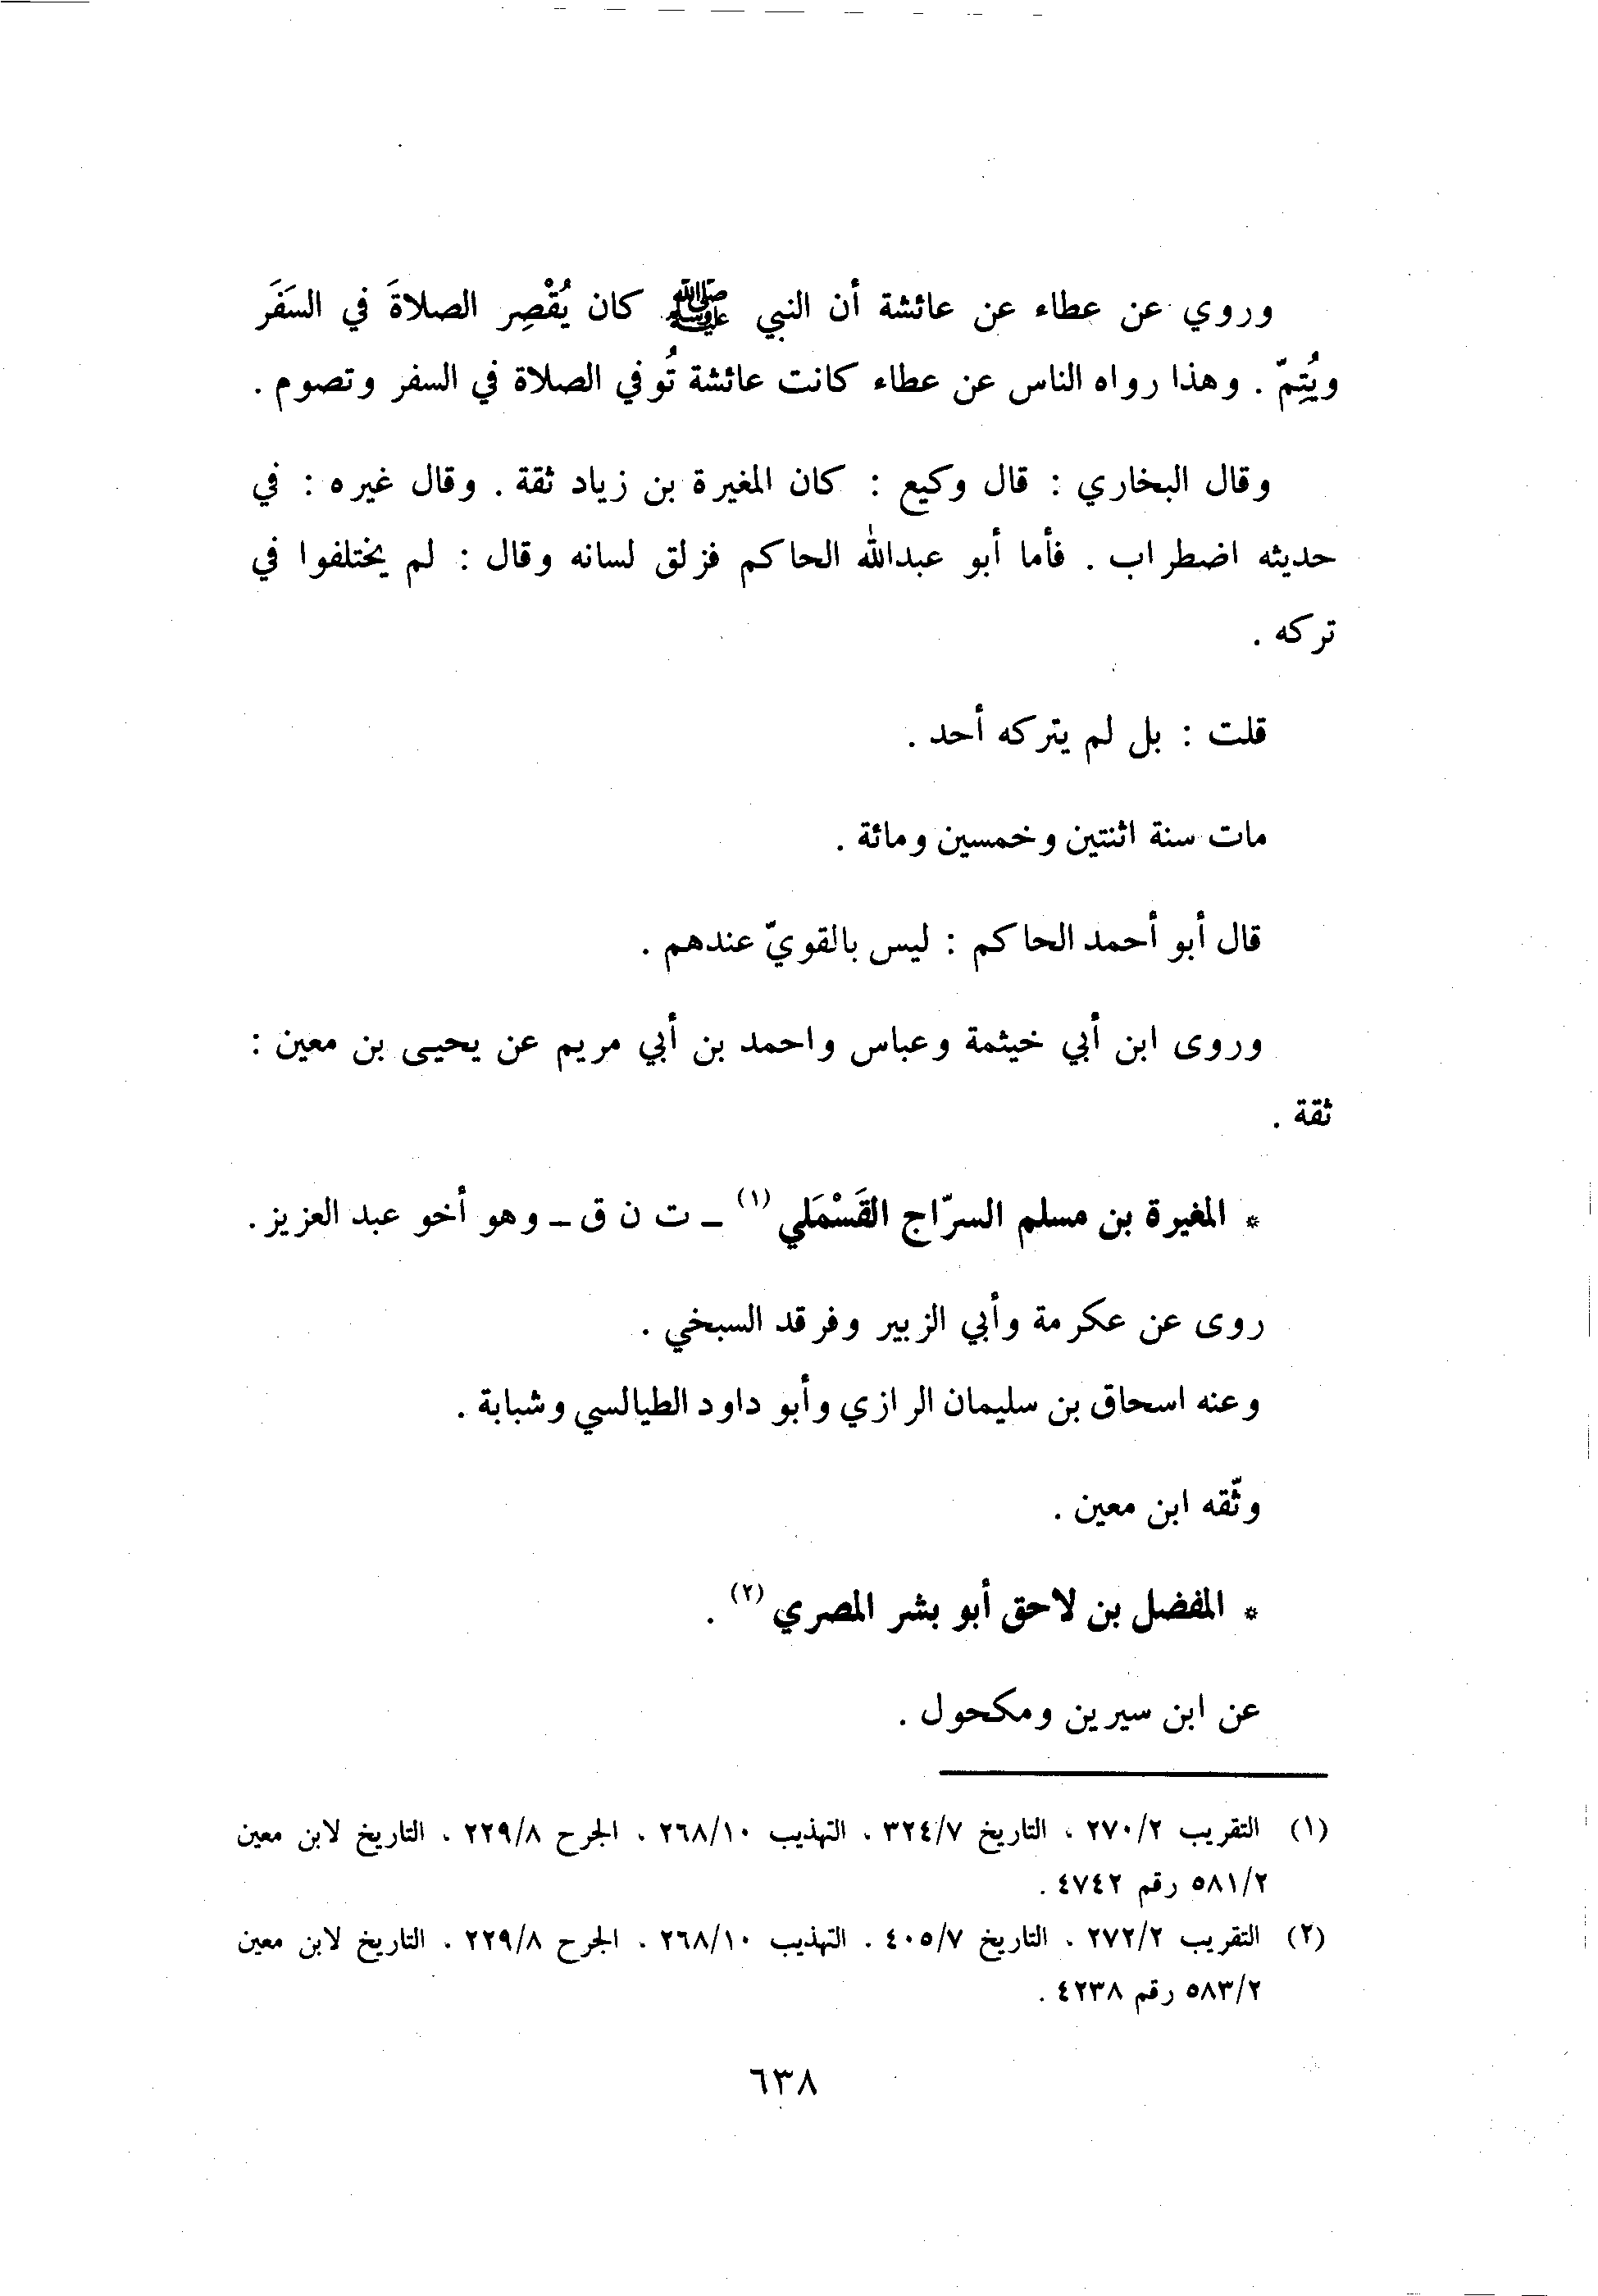 وروي عن عطاء عن عائشة أن النبي ﷺ كان يُقْصِر الصلاةَ في السَفَر
ويُتِمّ . وهذا رواه الناس عن عطاء كانت عائشة تُوفي الصلاة في السفر وتصوم .
وقال البخاري : قال وكيع : كان المغيرة بن زياد ثقة . وقال غيره : في
حديثه اضطراب . فأما أبو عبدالله الحاكم فزلق لسانه وقال : لم يختلفوا في
تركه .
قلت : بل لم يتركه أحد .
مات سنة اثنتين وخمسين ومائة .
قال أبو أحمد الحاكم : ليس بالقويّ عندهم .
وروى ابن أبي خيثمة وعباس واحمد بن أبي مريم عن يحيى بن معين :
ثقة .
* المغيرة بن مسلم السرّاج القَسْمَلي (١) ـ ت ن ق ـ وهو أخو عبد العزيز .
روى عن عكرمة وأبي الزبير وفرقد السبخي .
وعنه اسحاق بن سليمان الرازي وأبو داود الطيالسي وشبابة .
وثّقه ابن معين .
* المفضل بن لاحق أبو بشر المصري (٢) .
عن ابن سيرين ومكحول .
(١) التقريب ٢٧٠/٢ ، التاريخ ٣٢٤/٧ . التهذيب ٢٦٨/١٠ . الجرح ٢٢٩/٨ . التاريخ لابن معين
٥٨١/٢ رقم ٤٧٤٢ .
(٢) التقريب ٢٧٢/٢ . التاريخ ٤٠٥/٧ . التهذيب ٢٦٨/١٠ . الجرح ٢٢٩/٨ . التاريخ لابن معين
٥٨٣/٢ رقم ٤٢٣٨ .
٦٣٨